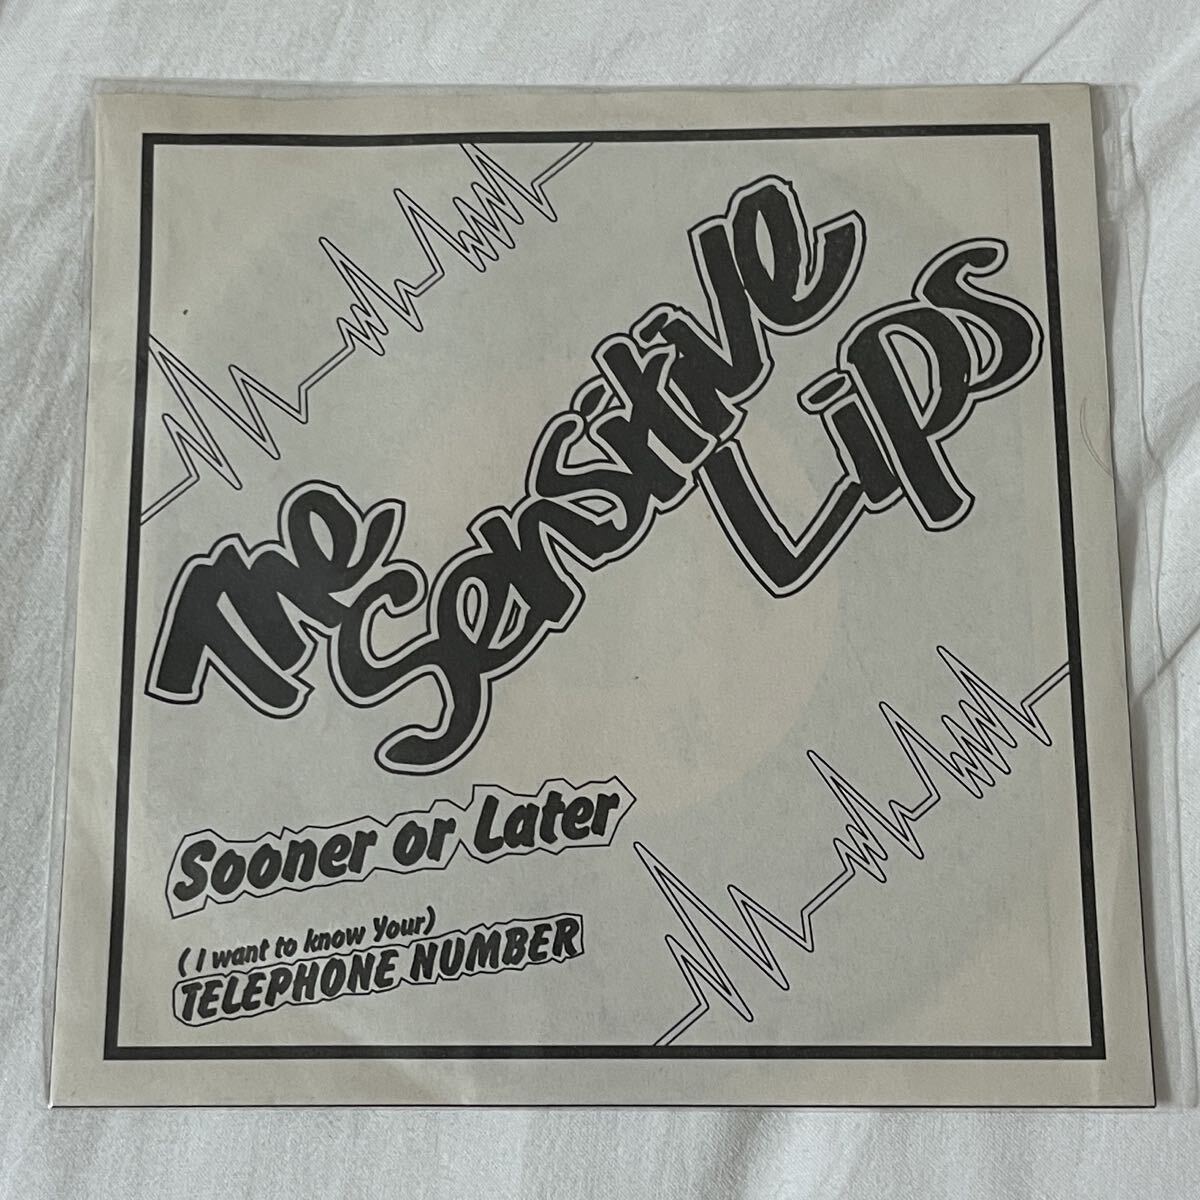 The Sensitive
Lips
Sooner or Later
( I want to know Your)
TELEPHONE NUMBER